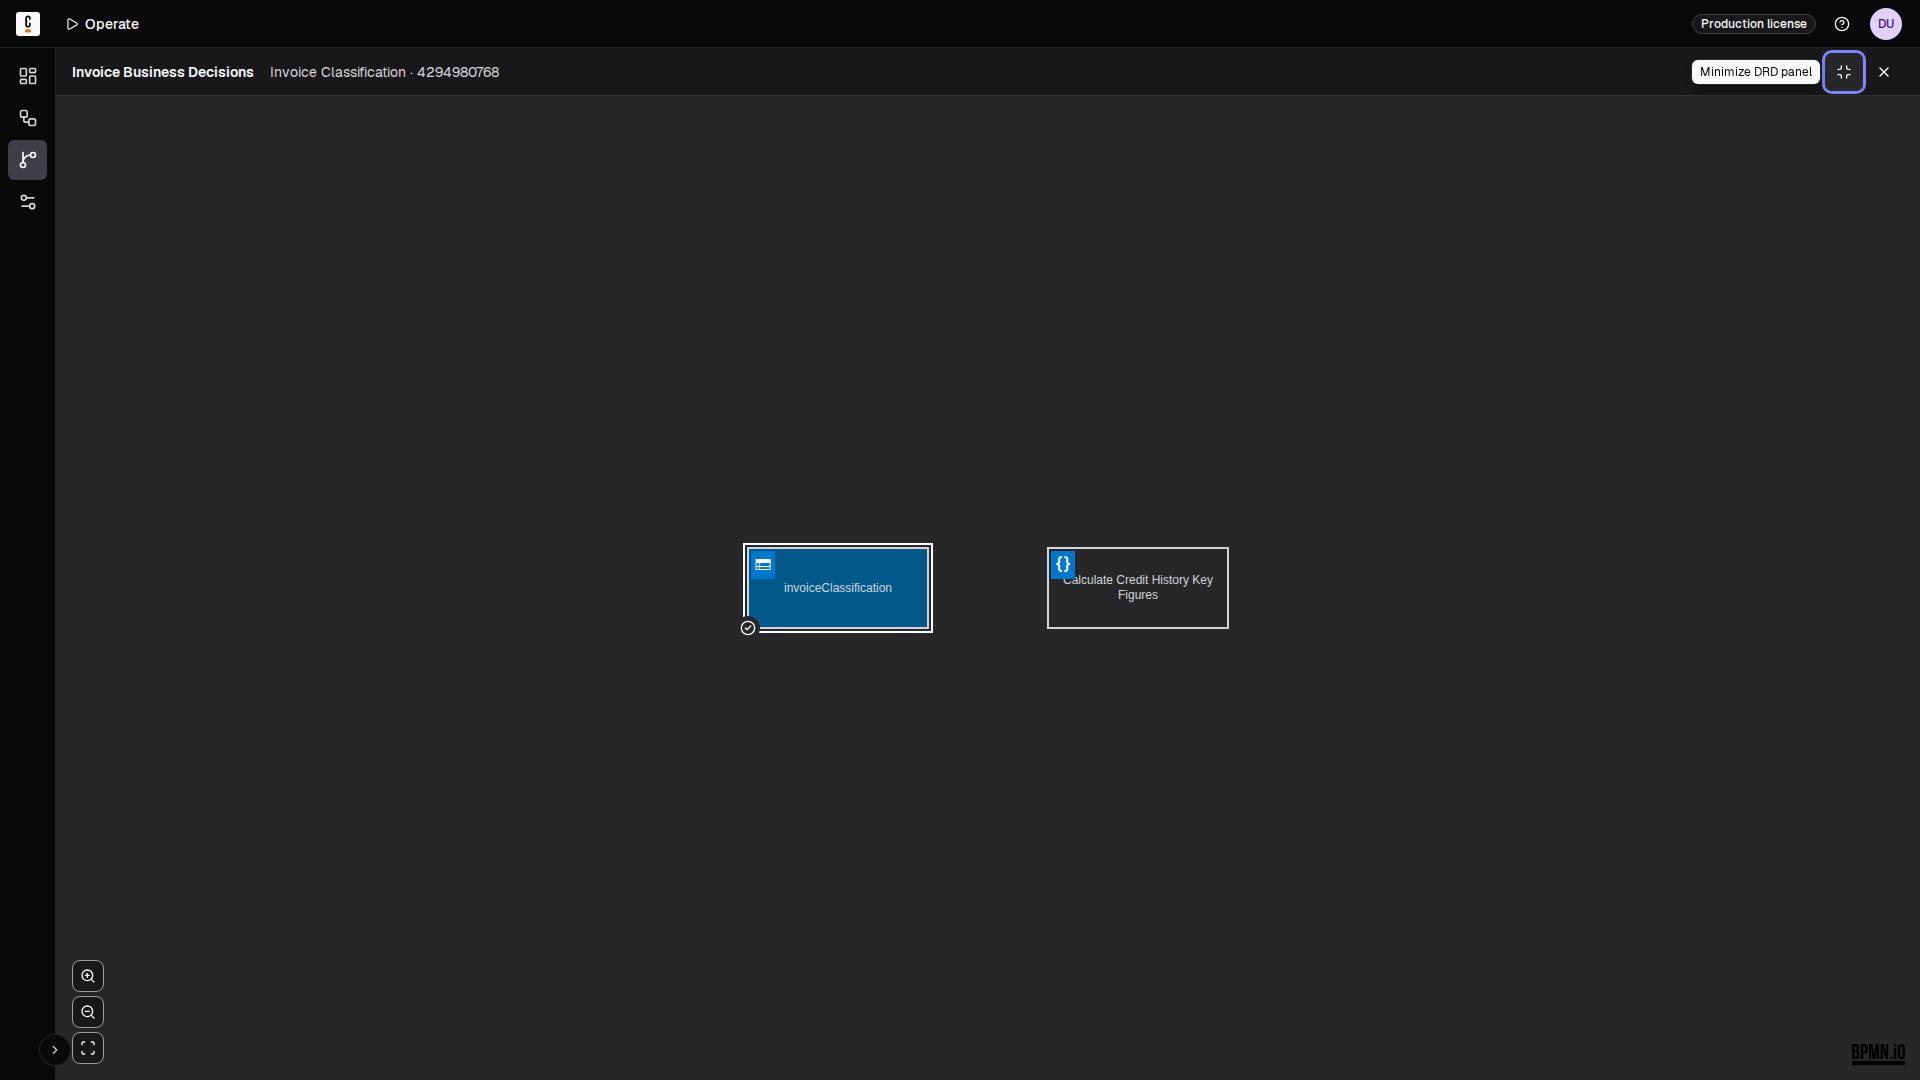 Operate
Production license
DU
Invoice Business Decisions
Invoice Classification · 4294980768
Minimize DRD panel
invoiceClassification
Calculate Credit History Key
Figures
BPMN.iO